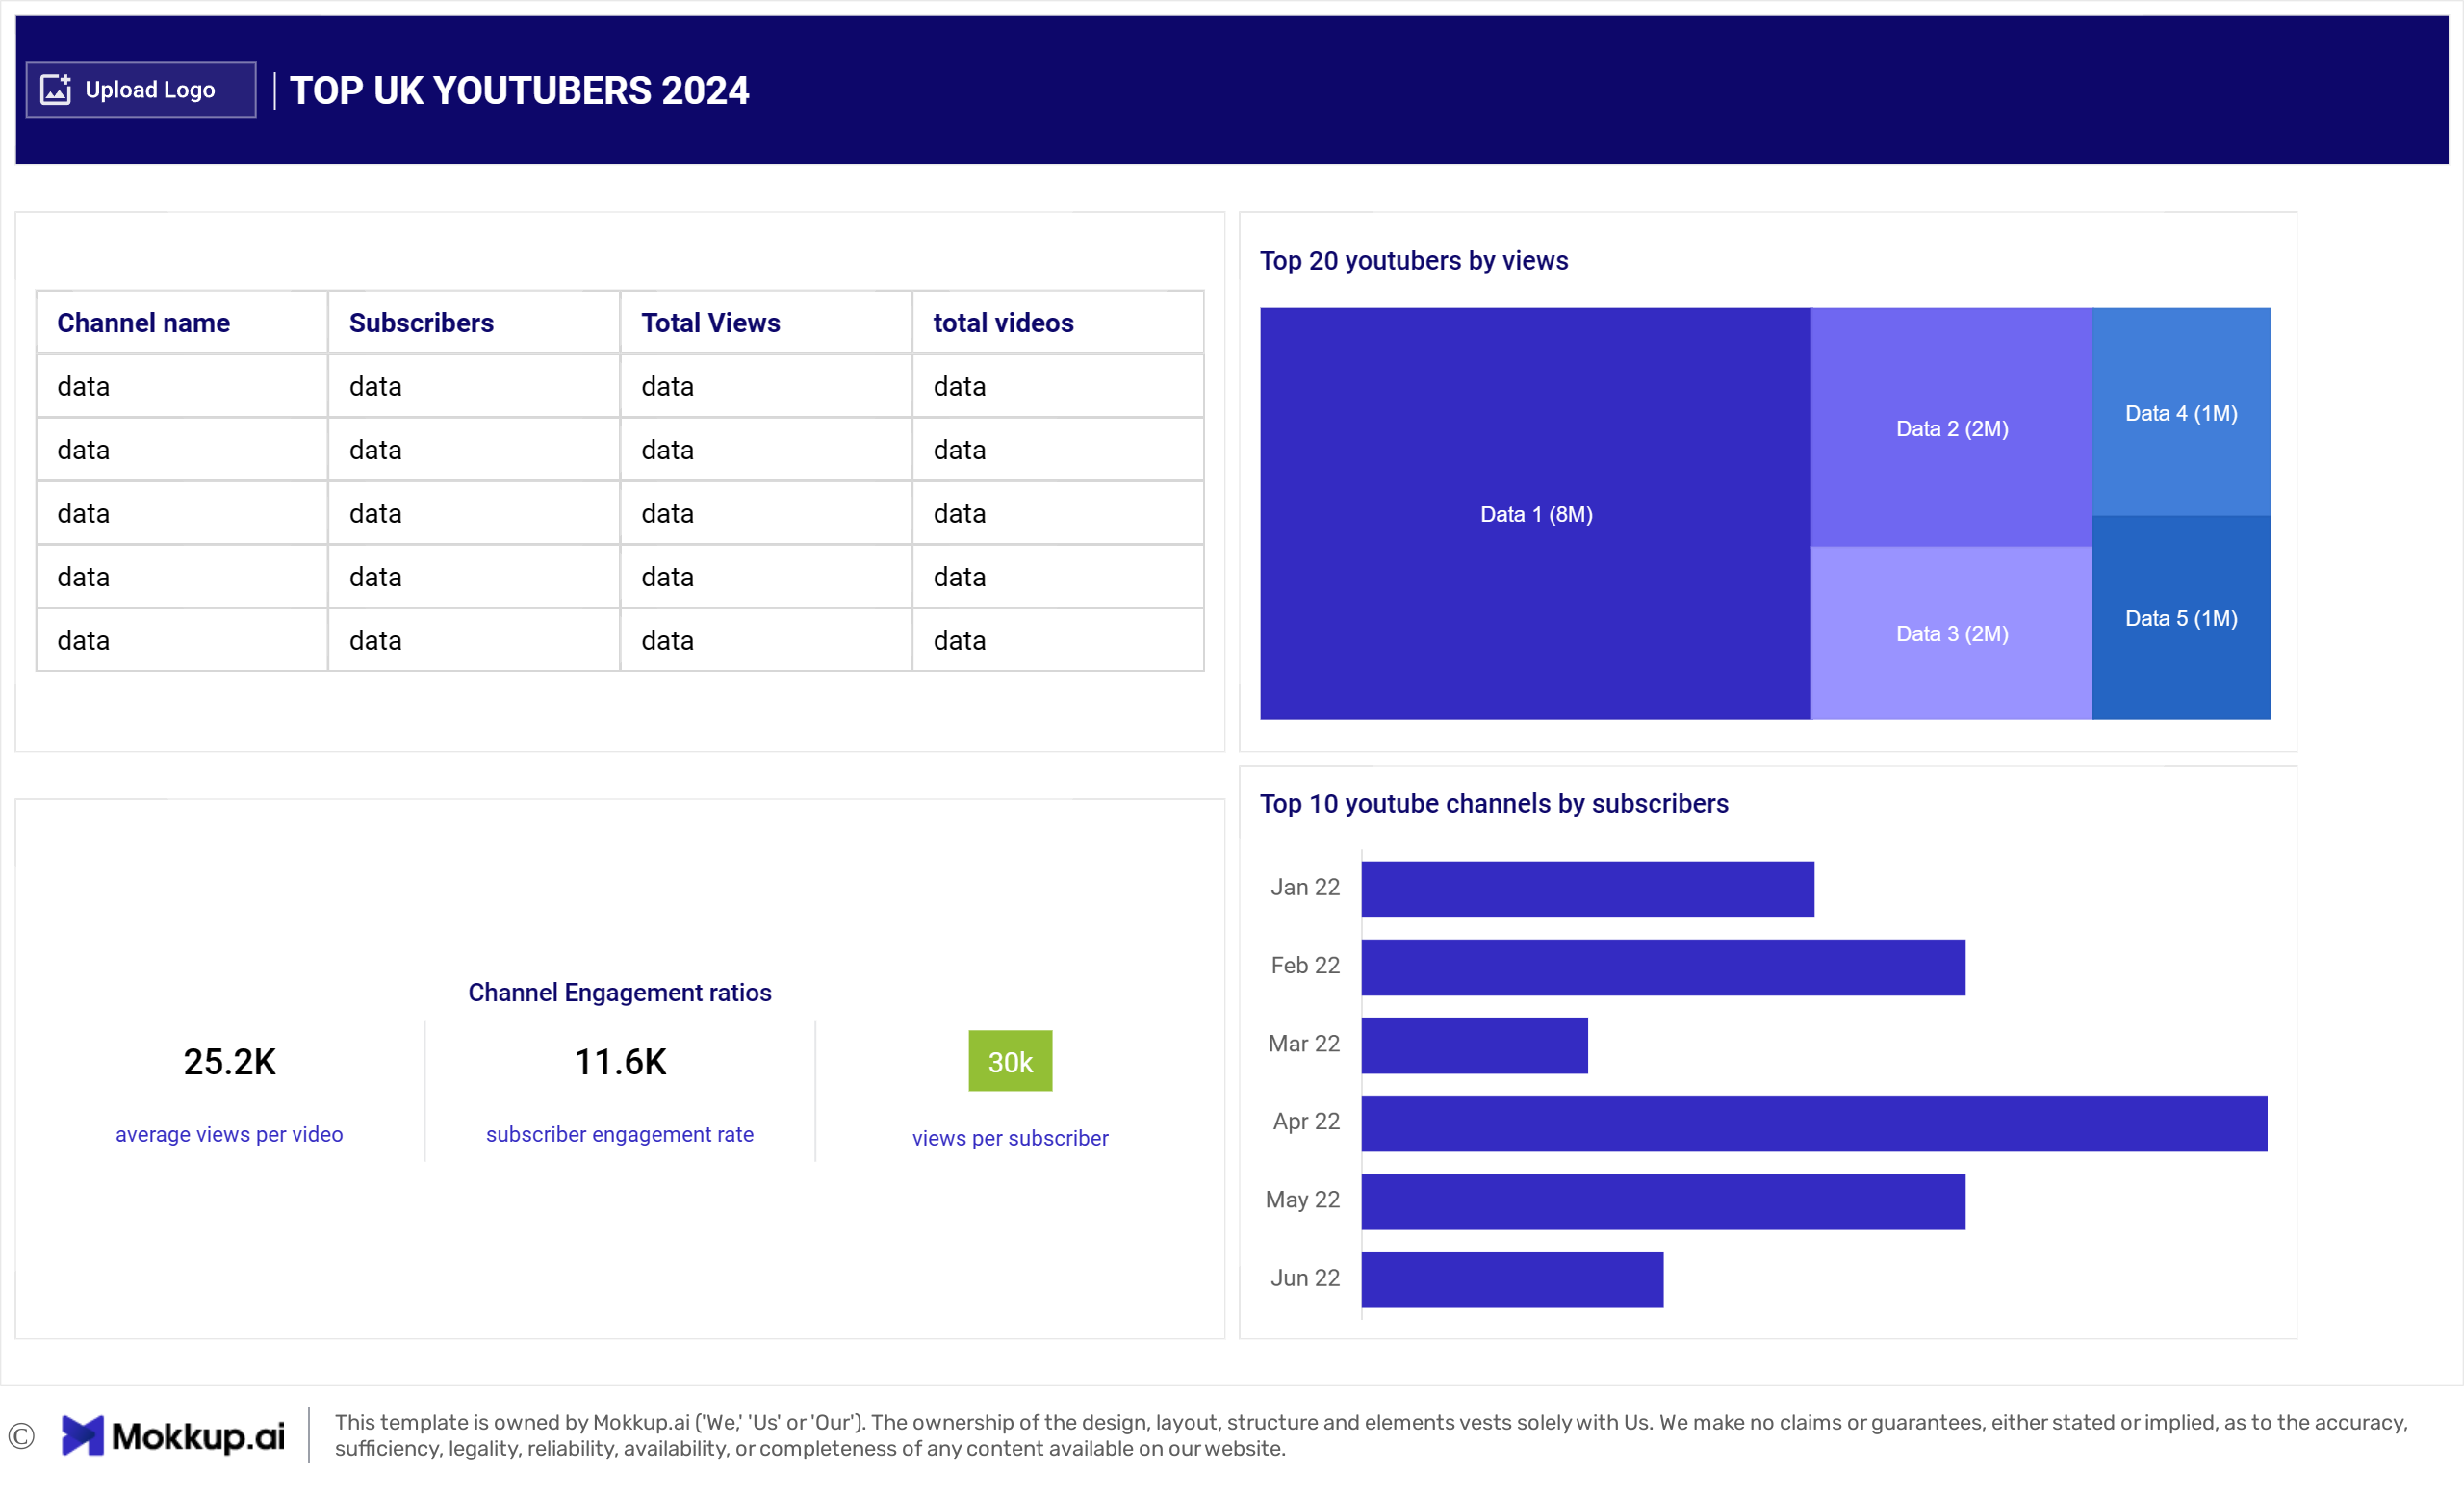 Upload Logo
TOP UK YOUTUBERS 2024
Channel name Subscribers Total Views total videos
data data data data
data data data data
data data data data
data data data data
data data data data
Top 20 youtubers by views
Data 1 (8M)
Data 2 (2M)
Data 3 (2M)
Data 4 (1M)
Data 5 (1M)
Channel Engagement ratios
25.2K
average views per video
11.6K
subscriber engagement rate
30k
views per subscriber
Top 10 youtube channels by subscribers
Jan 22
Feb 22
Mar 22
Apr 22
May 22
Jun 22
© Mokkup.ai
This template is owned by Mokkup.ai ('We,' 'Us' or 'Our'). The ownership of the design, layout, structure and elements vests solely with Us. We make no claims or guarantees, either stated or implied, as to the accuracy,
sufficiency, legality, reliability, availability, or completeness of any content available on our website.